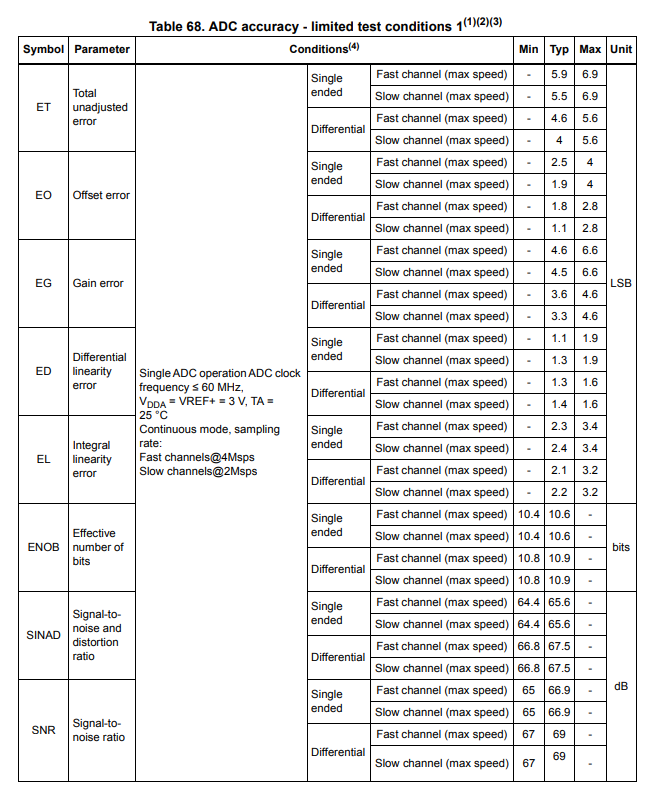 Table 68. ADC accuracy - limited test conditions 1(1)(2)(3)
Symbol Parameter Conditions(4) Min Typ Max Unit
ET Total unadjusted error Single ADC operation ADC clock frequency ≤ 60 MHz, VDDA = VREF+ = 3 V, TA = 25 °C Continuous mode, sampling rate: Fast channels@4Msps Slow channels@2Msps Single ended Fast channel (max speed) - 5.9 6.9 LSB
Slow channel (max speed) - 5.5 6.9
Differential Fast channel (max speed) - 4.6 5.6
Slow channel (max speed) - 4 5.6
EO Offset error Single ended Fast channel (max speed) - 2.5 4
Slow channel (max speed) - 1.9 4
Differential Fast channel (max speed) - 1.8 2.8
Slow channel (max speed) - 1.1 2.8
EG Gain error Single ended Fast channel (max speed) - 4.6 6.6
Slow channel (max speed) - 4.5 6.6
Differential Fast channel (max speed) - 3.6 4.6
Slow channel (max speed) - 3.3 4.6
ED Differential linearity error Single ended Fast channel (max speed) - 1.1 1.9
Slow channel (max speed) - 1.3 1.9
Differential Fast channel (max speed) - 1.3 1.6
Slow channel (max speed) - 1.4 1.6
EL Integral linearity error Single ended Fast channel (max speed) - 2.3 3.4
Slow channel (max speed) - 2.4 3.4
Differential Fast channel (max speed) - 2.1 3.2
Slow channel (max speed) - 2.2 3.2
ENOB Effective number of bits Single ended Fast channel (max speed) 10.4 10.6 - bits
Slow channel (max speed) 10.4 10.6 -
Differential Fast channel (max speed) 10.8 10.9 -
Slow channel (max speed) 10.8 10.9 -
SINAD Signal-to-noise and distortion ratio Single ended Fast channel (max speed) 64.4 65.6 - dB
Slow channel (max speed) 64.4 65.6 -
Differential Fast channel (max speed) 66.8 67.5 -
Slow channel (max speed) 66.8 67.5 -
SNR Signal-to-noise ratio Single ended Fast channel (max speed) 65 66.9 -
Slow channel (max speed) 65 66.9 -
Differential Fast channel (max speed) 67 69 -
Slow channel (max speed) 67 69 -